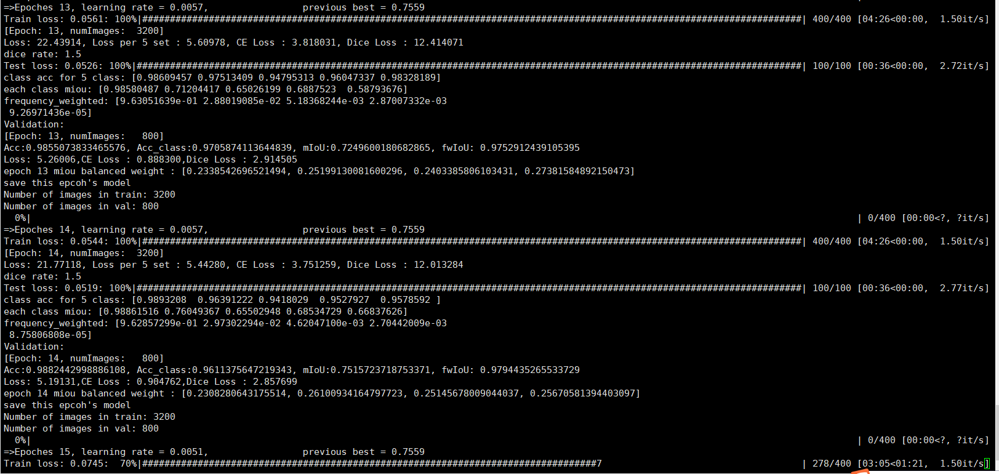 =>Epoches 13, learning rate = 0.0057,                 previous best = 0.7559
Train loss: 0.0561: 100%|#######################################################################################################################| 400/400 [04:26<00:00,  1.50it/s]
[Epoch: 13, numImages:  3200]
Loss: 22.43914, Loss per 5 set : 5.60978, CE Loss : 3.818031, Dice Loss : 12.414071
dice rate: 1.5
Test loss: 0.0526: 100%|########################################################################################################################| 100/100 [00:36<00:00,  2.72it/s]
class acc for 5 class: [0.98609457 0.97513409 0.94795313 0.96047337 0.98328189]
each class miou: [0.98580487 0.71204417 0.65026199 0.6887523  0.58793676]
frequency_weighted: [9.63051639e-01 2.88019085e-02 5.18368244e-03 2.87007332e-03
 9.26971436e-05]
Validation:
[Epoch: 13, numImages:   800]
Acc:0.9855073833465576, Acc_class:0.9705874113644839, mIoU:0.7249600180682865, fwIoU: 0.9752912439105395
Loss: 5.26006,CE Loss : 0.888300,Dice Loss : 2.914505
epoch 13 miou balanced weight : [0.2338542696521494, 0.25199130081600296, 0.2403385806103431, 0.27381584892150473]
save this epcoh's model
Number of images in train: 3200
Number of images in val: 800
  0%|                                                                                                                       | 0/400 [00:00<?, ?it/s]
=>Epoches 14, learning rate = 0.0057,                 previous best = 0.7559
Train loss: 0.0544: 100%|#######################################################################################################################| 400/400 [04:26<00:00,  1.50it/s]
[Epoch: 14, numImages:  3200]
Loss: 21.77118, Loss per 5 set : 5.44280, CE Loss : 3.751259, Dice Loss : 12.013284
dice rate: 1.5
Test loss: 0.0519: 100%|########################################################################################################################| 100/100 [00:36<00:00,  2.77it/s]
class acc for 5 class: [0.9893208  0.96391222 0.9418029  0.9527927  0.9578592 ]
each class miou: [0.98861516 0.76049367 0.65502948 0.68534729 0.66837626]
frequency_weighted: [9.62857299e-01 2.97302294e-02 4.62047100e-03 2.70442009e-03
 8.75806808e-05]
Validation:
[Epoch: 14, numImages:   800]
Acc:0.9882442998886108, Acc_class:0.9611375647219343, mIoU:0.7515723718753371, fwIoU: 0.9794435265533729
Loss: 5.19131,CE Loss : 0.904762,Dice Loss : 2.857699
epoch 14 miou balanced weight : [0.2308280643175514, 0.26100934164797723, 0.25145678009044037, 0.25670581394403097]
save this epcoh's model
Number of images in train: 3200
Number of images in val: 800
  0%|                                                                                                                       | 0/400 [00:00<?, ?it/s]
=>Epoches 15, learning rate = 0.0051,                 previous best = 0.7559
Train loss: 0.0745:  70%|##################################################################################7                                    | 278/400 [03:05<01:21,  1.50it/s]